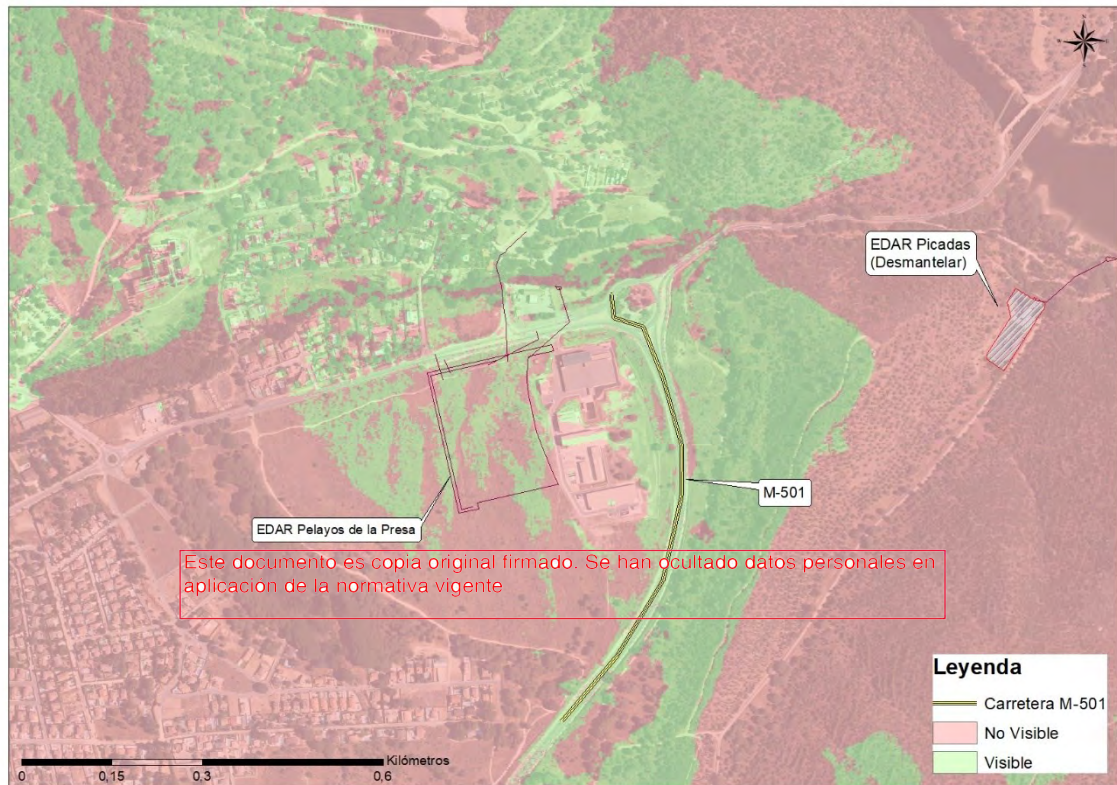 EDAR Picadas
(Desmantelar)
M-501
EDAR Pelayos de la Presa
Este documento es copia original firmado. Se han ocultado datos personales en
aplicación de la normativa vigente
Leyenda
Carretera M-501
No Visible
Visible
Kilómetros
0 0,15 0,3 0,6